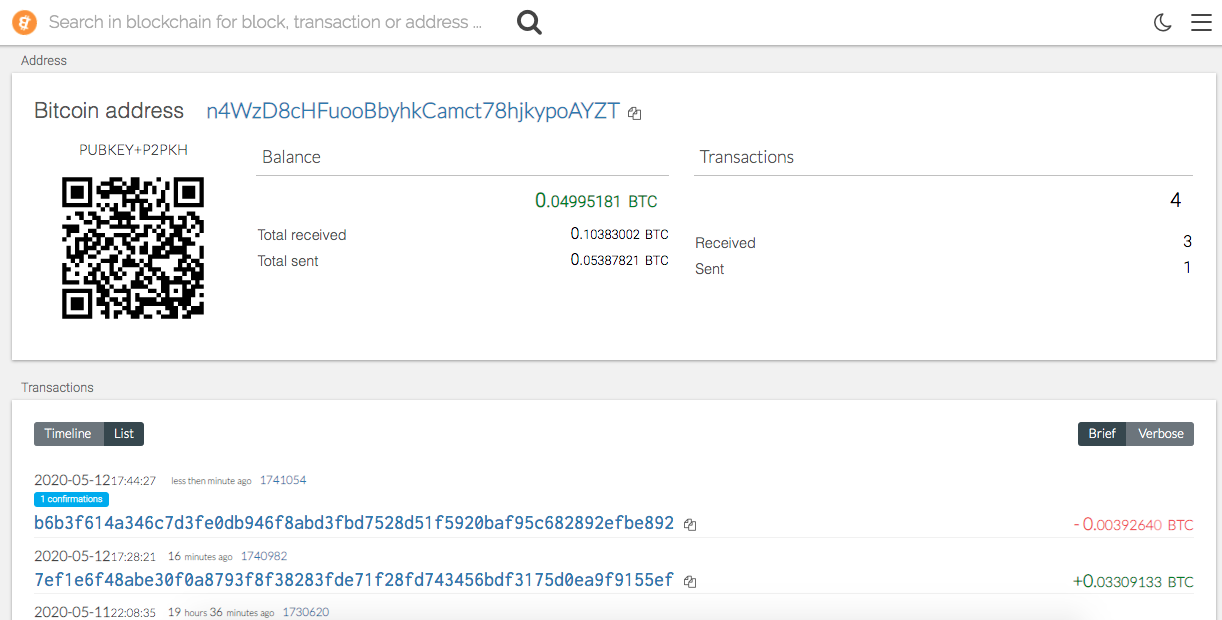 Search in blockchain for block, transaction or address ...
Address
Bitcoin address n4WzD8cHFuooBbyhkCamct78hjkypoAYZT
PUBKEY+P2PKH
Balance
0.04995181 BTC
Total received 0.10383002 BTC
Total sent 0.05387821 BTC
Transactions
4
Received 3
Sent 1
Transactions
Timeline List
Brief Verbose
2020-05-12 17:44:27 less then minute ago 1741054
1 confirmations
b6b3f614a346c7d3fe0db946f8abd3fbd7528d51f5920baf95c682892efbe892 - 0.00392640 BTC
2020-05-12 17:28:21 16 minutes ago 1740982
7ef1e6f48abe30f0a8793f8f38283fde71f28fd743456bdf3175d0ea9f9155ef +0.03309133 BTC
2020-05-11 22:08:35 19 hours 36 minutes ago 1730620